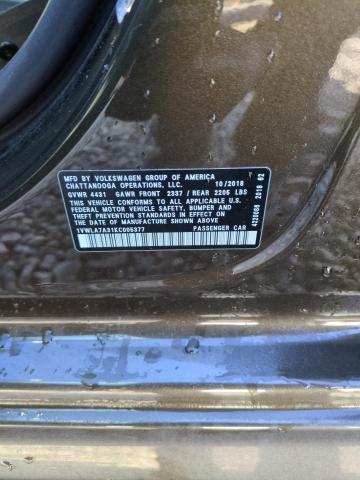 MFD. BY VOLKSWAGEN GROUP OF AMERICA
CHATTANOOGA OPERATIONS, LLC. 10/2018
GVWR 4431 GAWR FRONT 2337 / REAR 2205 LBS
THIS VEHICLE CONFORMS TO ALL APPLICABLE U.S.
FEDERAL MOTOR VEHICLE SAFETY, BUMPER AND
THEFT PREVENTION STANDARDS IN EFFECT ON THE
DATE OF MANUFACTURE SHOWN ABOVE.
1VWLA7A31KC005377 PASSENGER CAR